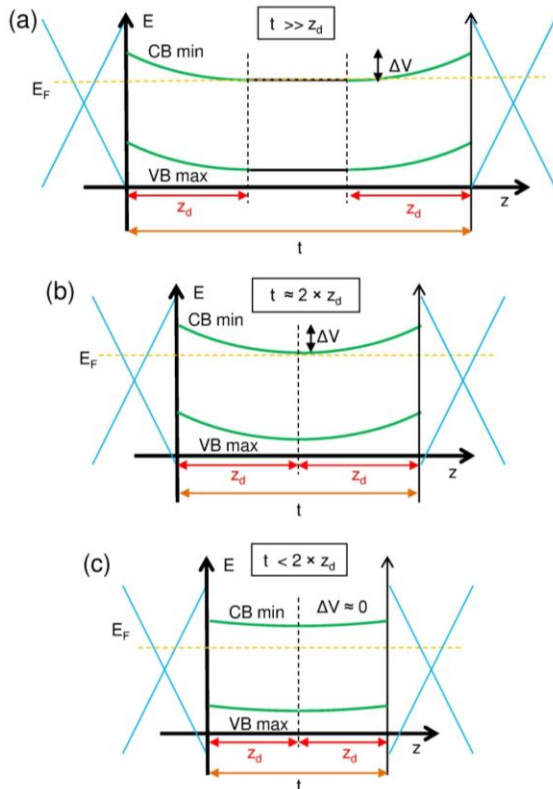 (a)
E
t >> z_d
CB min
ΔV
E_F
VB max
z
z_d
z_d
t
(b)
E
t ≈ 2 × z_d
CB min
ΔV
E_F
VB max
z
z_d
z_d
t
(c)
E
t < 2 × z_d
CB min
ΔV ≈ 0
E_F
VB max
z
z_d
z_d
t